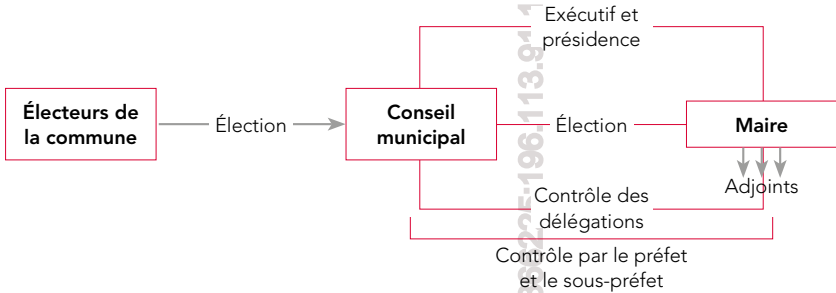 Exécutif et
présidence
Électeurs de
la commune
Élection
Conseil
municipal
Élection
Maire
Adjoints
Contrôle des
délégations
Contrôle par le préfet
et le sous-préfet